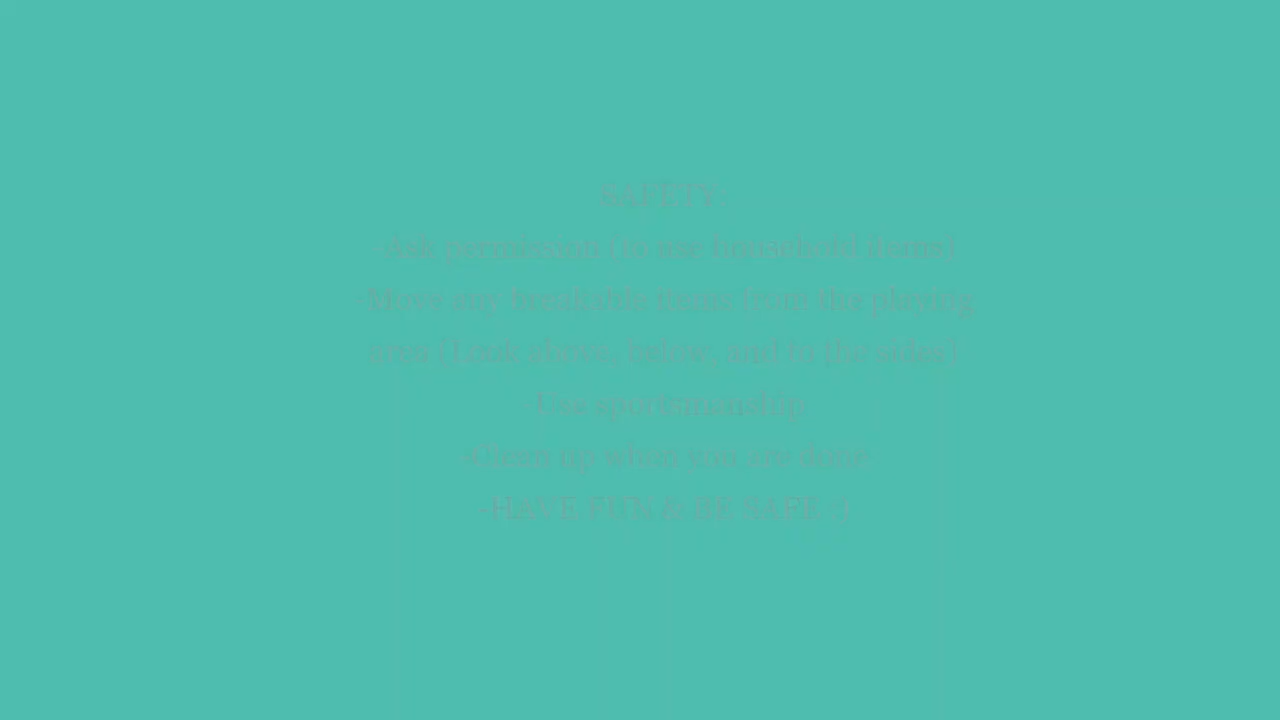 SAFETY:
-Ask permission (to use household items)
-Move any breakable items from the playing
area (Look above, below, and to the sides)
-Use sportsmanship
-Clean up when you are done
-HAVE FUN & BE SAFE :)